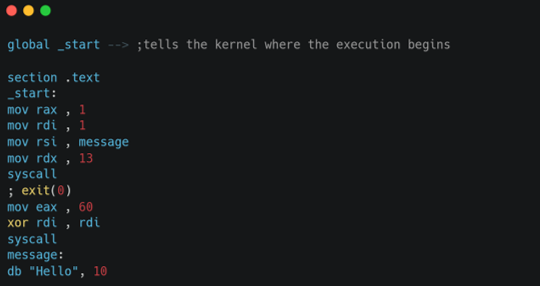 global _start --> ;tells the kernel where the execution begins
section .text
_start:
mov rax , 1
mov rdi , 1
mov rsi , message
mov rdx , 13
syscall
; exit(0)
mov eax , 60
xor rdi , rdi
syscall
message:
db "Hello", 10